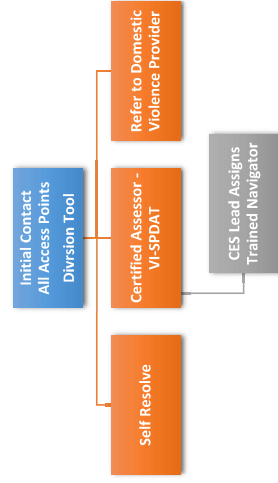 Initial Contact
All Access Points
Divrsion Tool
Self Resolve
Certified Assessor -
VI-SPDAT
Refer to Domestic
Violence Provider
CES Lead Assigns
Trained Navigator